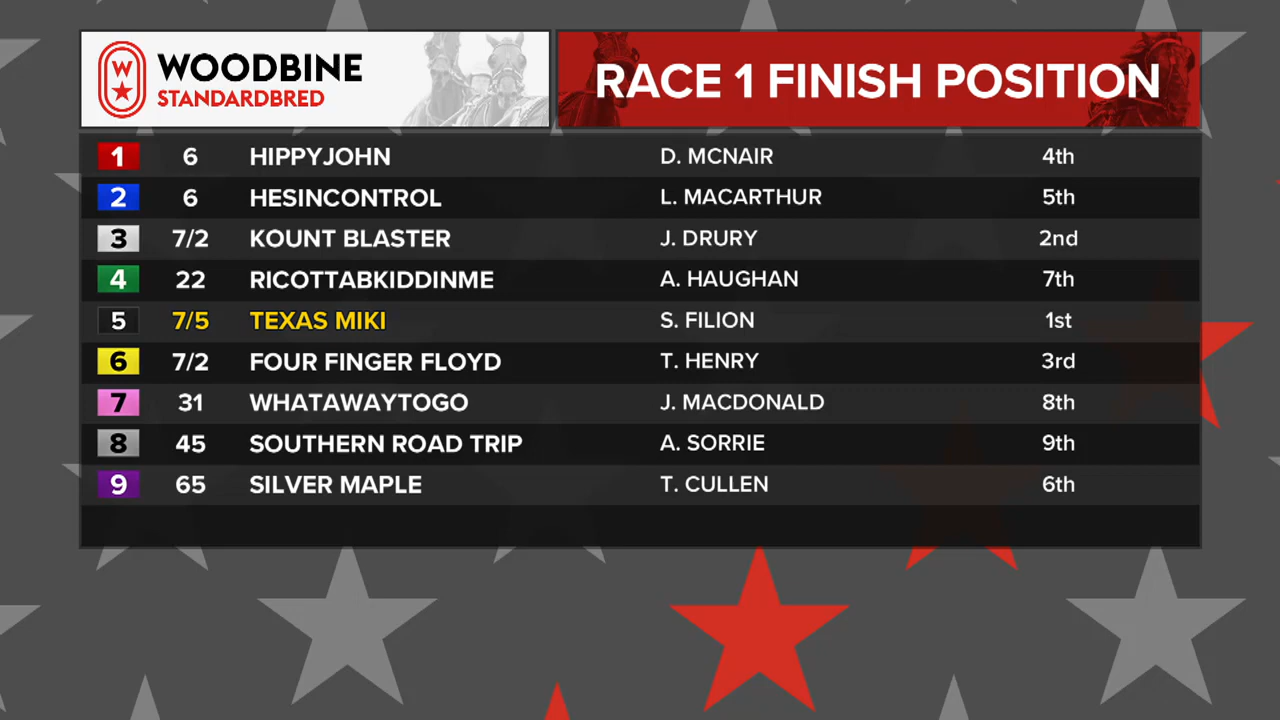 W
WOODBINE
STANDARDBRED
RACE 1 FINISH POSITION
1 6 HIPPYJOHN D. MCNAIR 4th
2 6 HESINCONTROL L. MACARTHUR 5th
3 7/2 KOUNT BLASTER J. DRURY 2nd
4 22 RICOTTABKIDDINME A. HAUGHAN 7th
5 7/5 TEXAS MIKI S. FILION 1st
6 7/2 FOUR FINGER FLOYD T. HENRY 3rd
7 31 WHATAWAYTOGO J. MACDONALD 8th
8 45 SOUTHERN ROAD TRIP A. SORRIE 9th
9 65 SILVER MAPLE T. CULLEN 6th